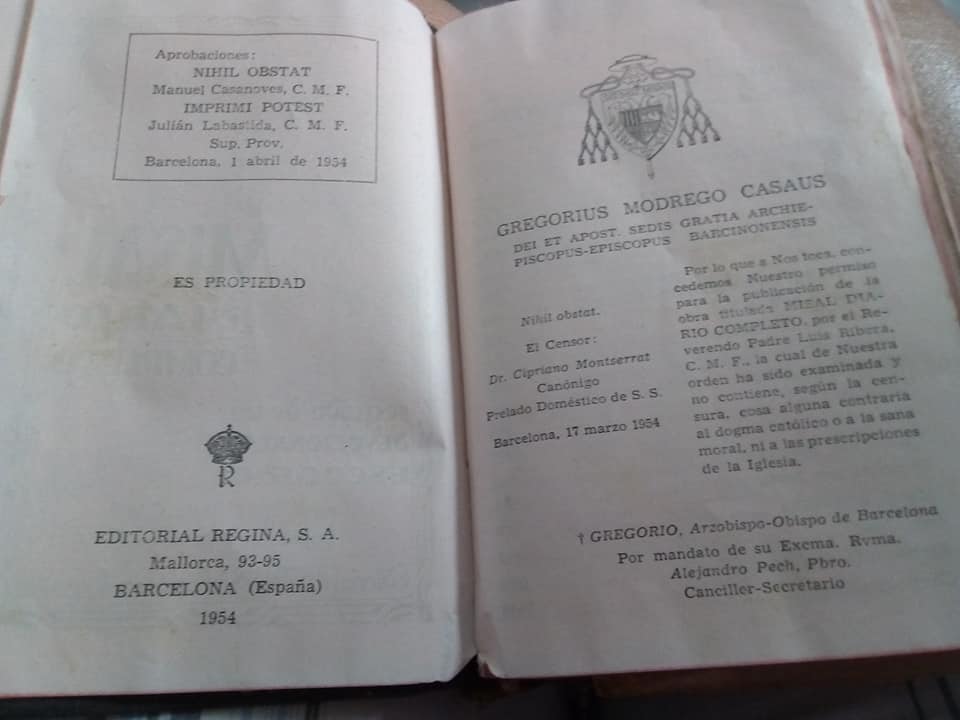 Aprobaciones:
NIHIL OBSTAT
Manuel Casanoves, C. M. F.
IMPRIMI POTEST
Julián Labastida, C. M. F.
Sup. Prov.
Barcelona, 1 abril de 1954
ES PROPIEDAD
R
EDITORIAL REGINA, S. A.
Mallorca, 93-95
BARCELONA (España)
1954
GREGORIUS MODREGO CASAUS
DEI ET APOST. SEDIS GRATIA ARCHIE-
PISCOPUS-EPISCOPUS BARCINONENSIS
Nihil obstat.
El Censor:
Dr. Cipriano Montserrat
Canónigo
Prelado Doméstico de S. S.
Barcelona, 17 marzo 1954
Por lo que a Nos toca, con-
cedemos Nuestro permiso
para la publicación de la
obra titulada MISAL DIA-
RIO COMPLETO, por el Re-
verendo Padre Luis Ribera,
C. M. F., la cual de Nuestra
orden ha sido examinada y
no contiene, según la cen-
sura, cosa alguna contraria
al dogma católico o a la sana
moral, ni a las prescripciones
de la Iglesia.
† GREGORIO, Arzobispo-Obispo de Barcelona
Por mandato de su Excma. Rvma.
Alejandro Pech, Pbro.
Canciller-Secretario